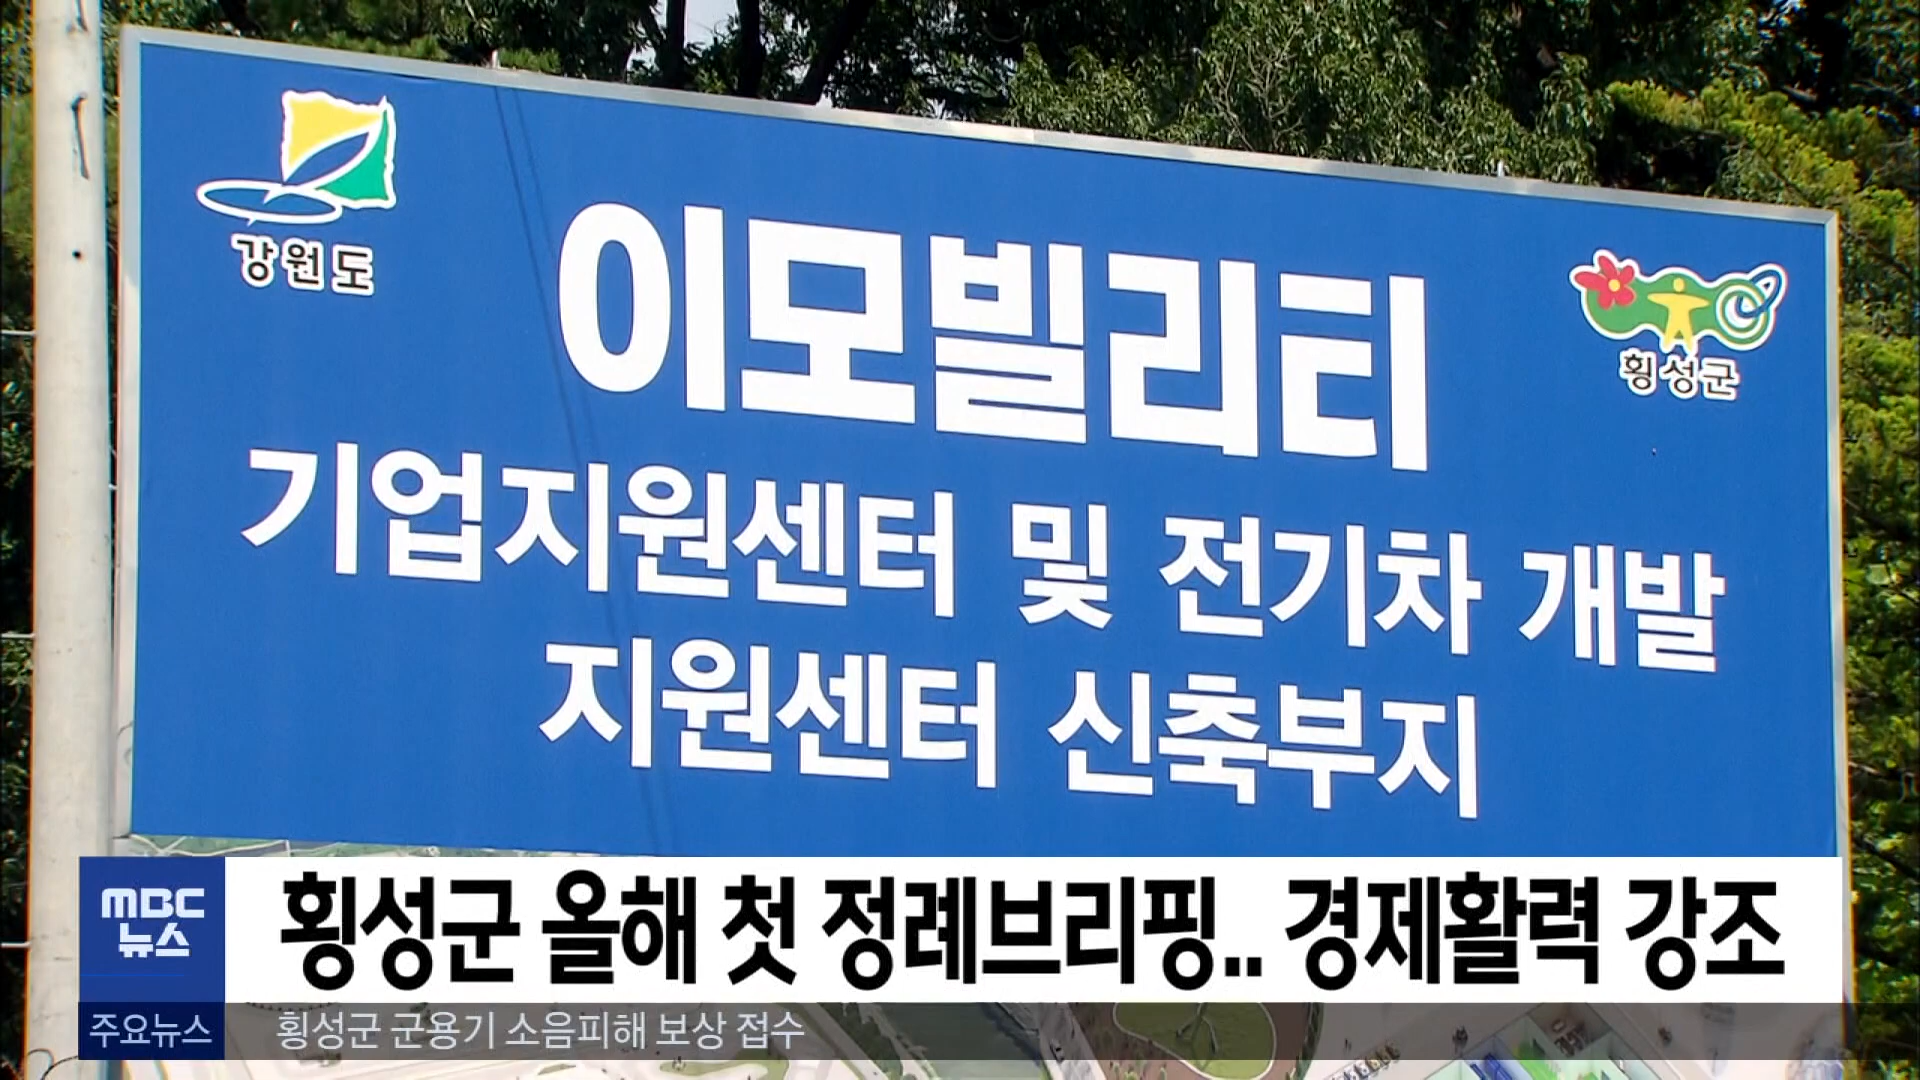 강원도
횡성군
이모빌리티
기업지원센터 및 전기차 개발
지원센터 신축부지
MBC
뉴스
횡성군 올해 첫 정례브리핑.. 경제활력 강조
주요뉴스
횡성군 군용기 소음피해 보상 접수